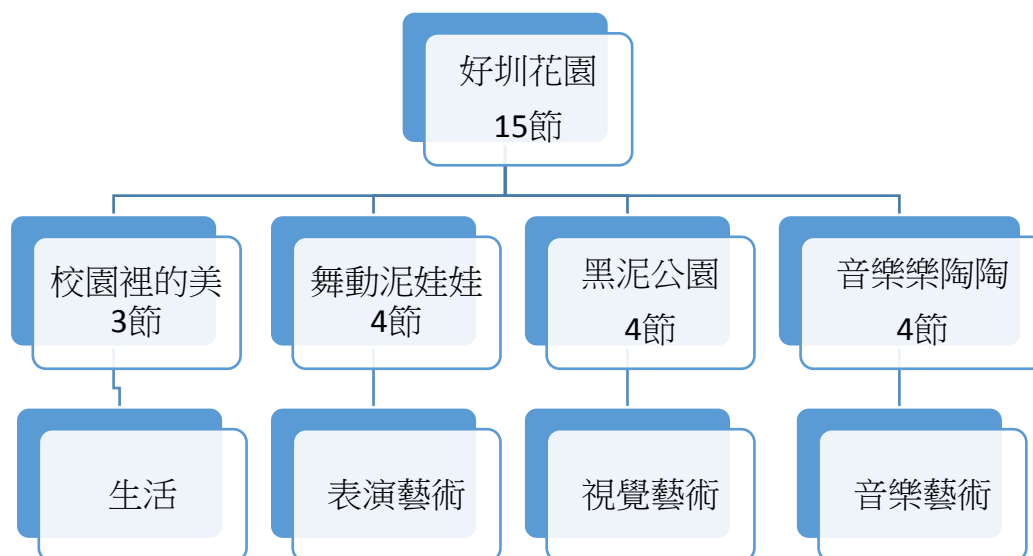 好圳花園
15節
校園裡的美
3節
舞動泥娃娃
4節
黑泥公園
4節
音樂樂陶陶
4節
生活
表演藝術
視覺藝術
音樂藝術